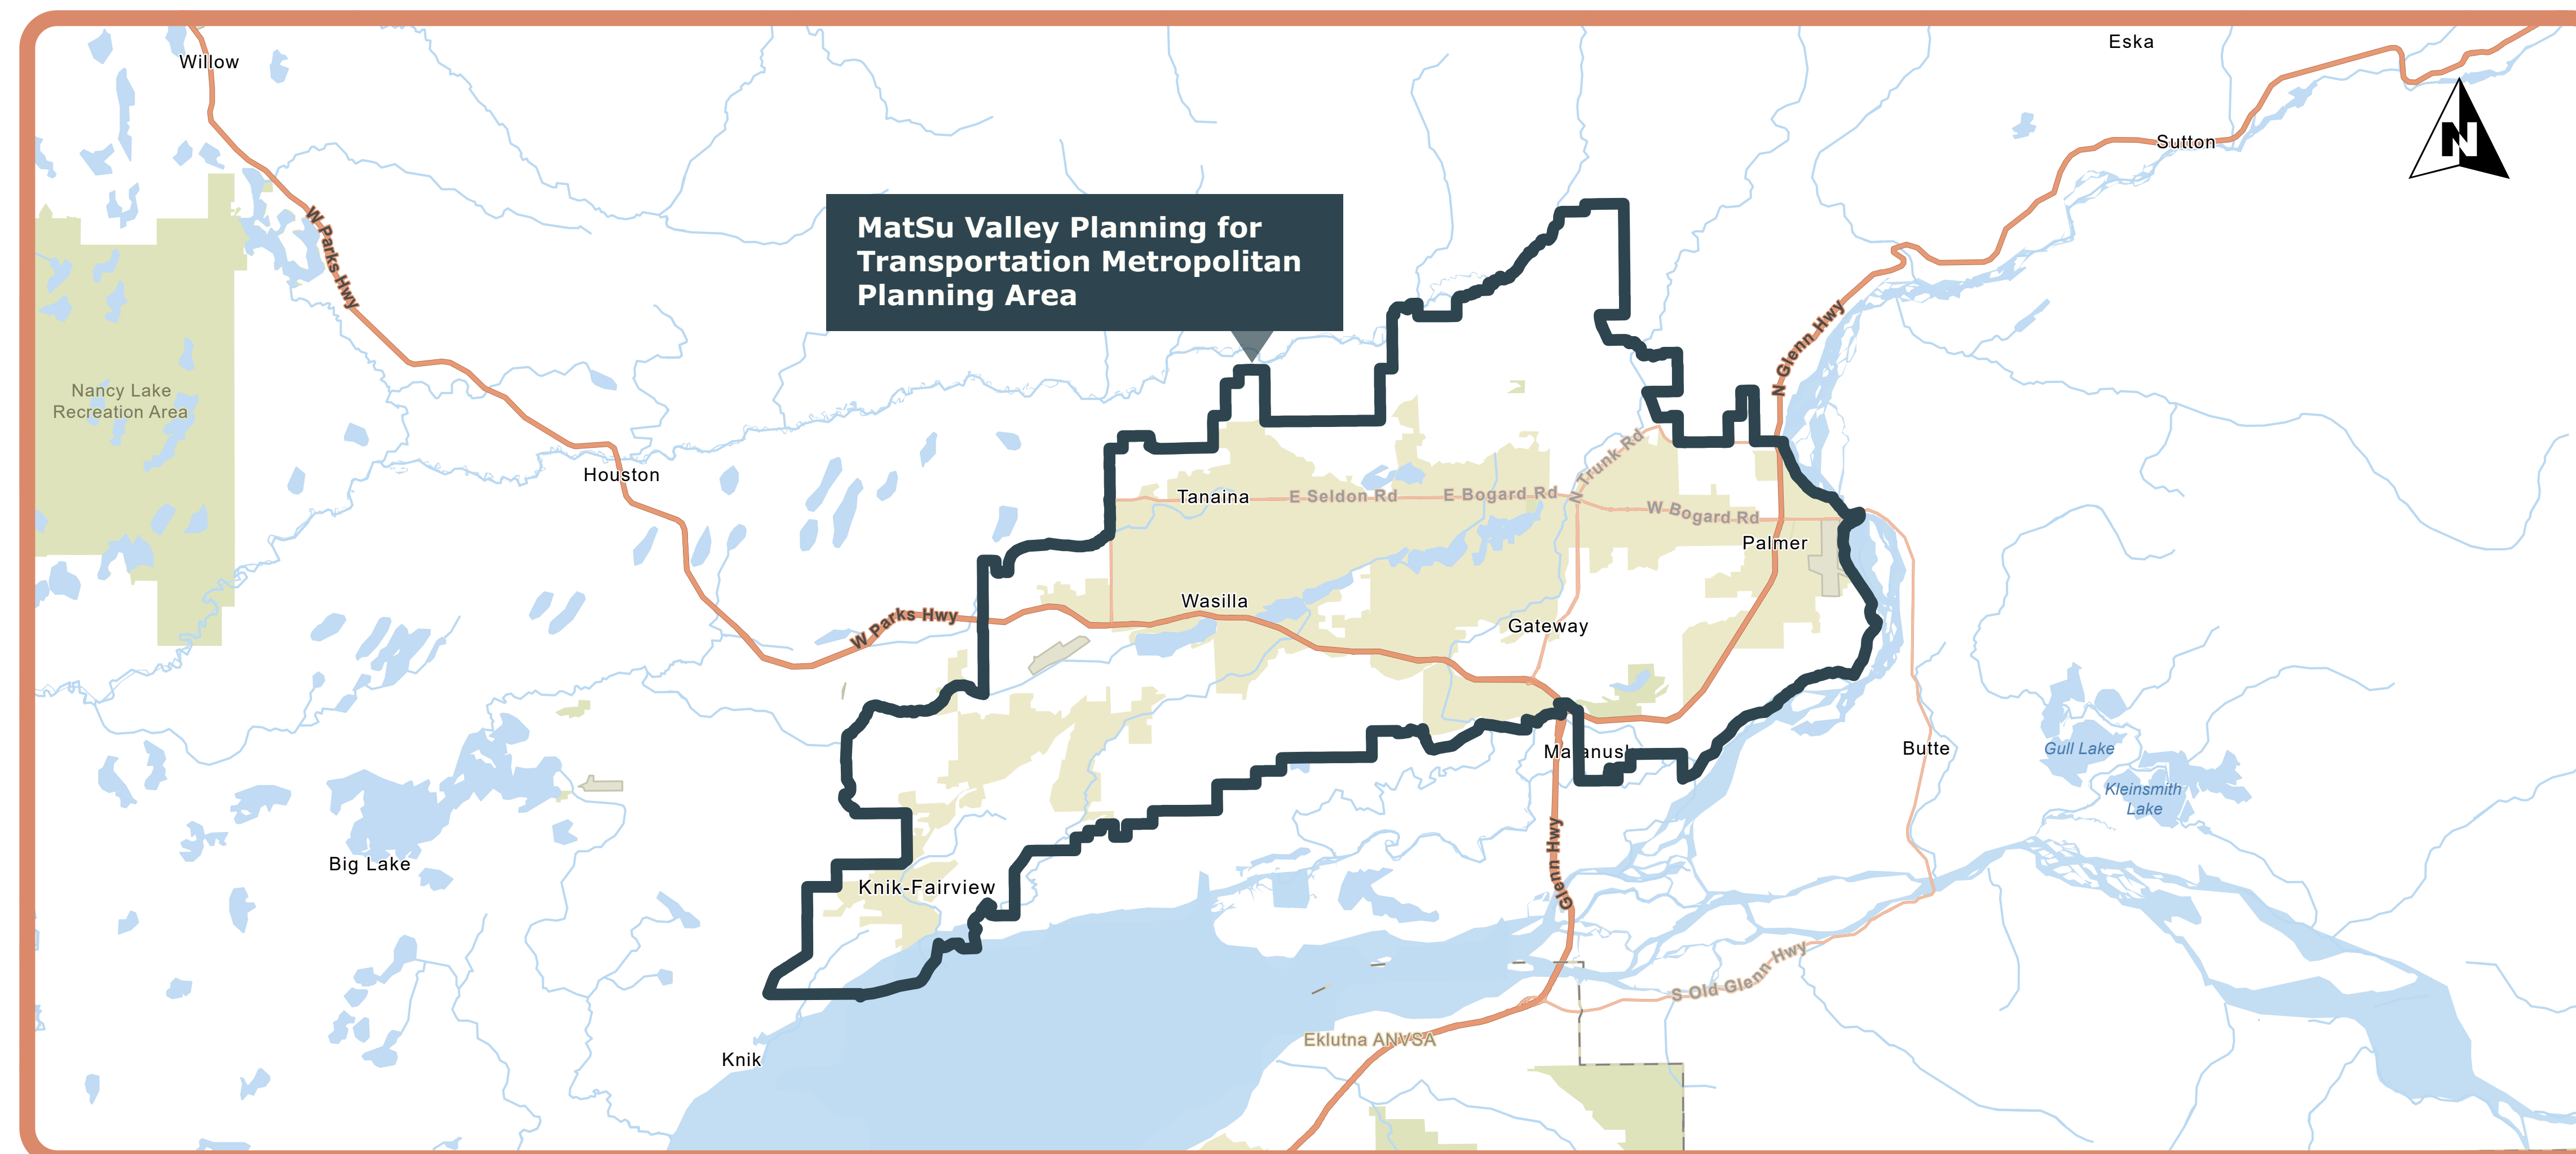 Willow
Eska
Sutton
N
W Parks Hwy
MatSu Valley Planning for
Transportation Metropolitan
Planning Area
N Glenn Hwy
Nancy Lake
Recreation Area
Houston
Tanaina
E Seldon Rd
E Bogard Rd
N Trunk Rd
W Bogard Rd
Palmer
W Parks Hwy
Wasilla
Gateway
Butte
Gull Lake
Kleinsmith
Lake
Big Lake
Knik-Fairview
Glenn Hwy
S Old Glenn Hwy
Eklutna ANVSA
Knik